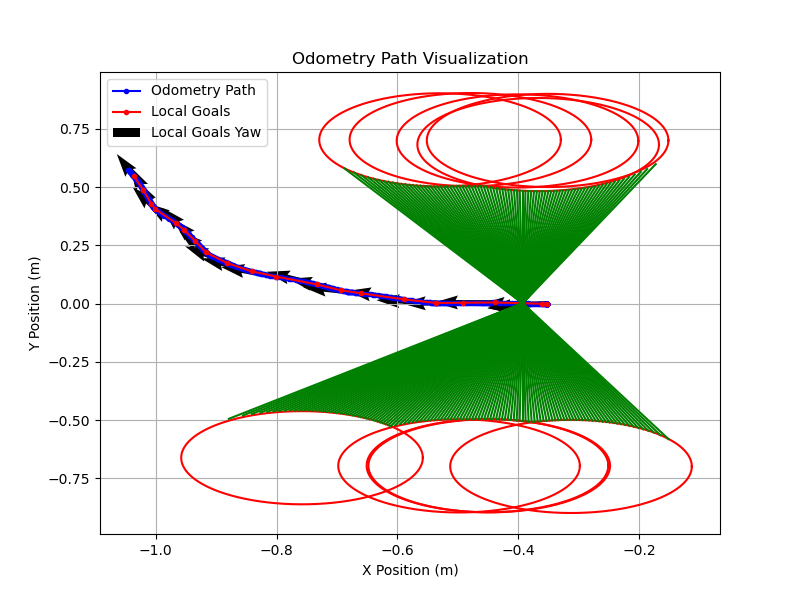 Odometry Path Visualization
Odometry Path
Local Goals
Local Goals Yaw
0.75
0.50
0.25
0.00
−0.25
−0.50
−0.75
Y Position (m)
−1.0 −0.8 −0.6 −0.4 −0.2
X Position (m)